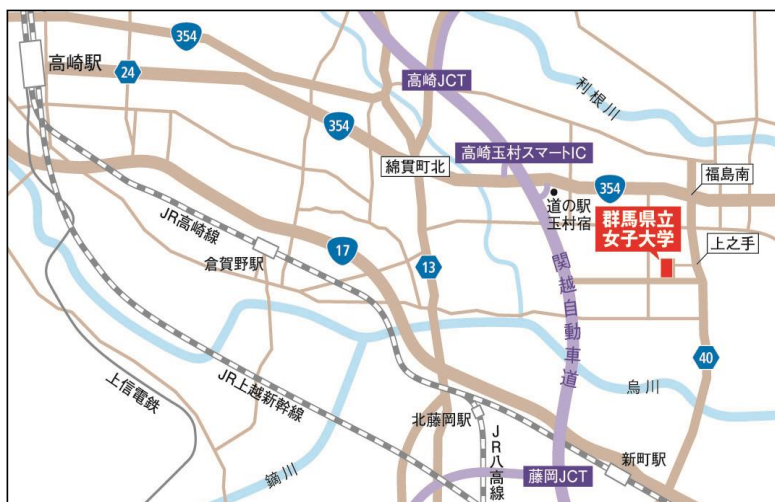 354
高崎駅
24
高崎JCT
利根川
354
高崎玉村スマートIC
綿貫町北
354
福島南
道の駅
玉村宿
群馬県立
女子大学
上之手
JR高崎線
17
倉賀野駅
13
関越自動車道
40
上信電鉄
JR上越新幹線
烏川
北藤岡駅
JR八高線
新町駅
鏑川
藤岡JCT